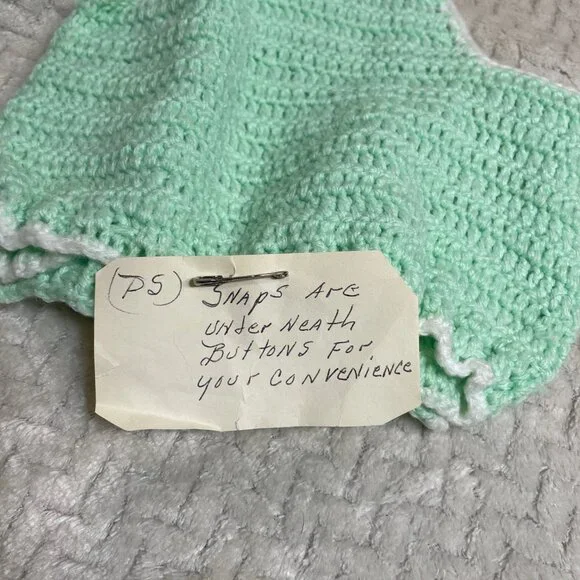 (PS) Snaps Are
under Neath
Buttons For
your convenience